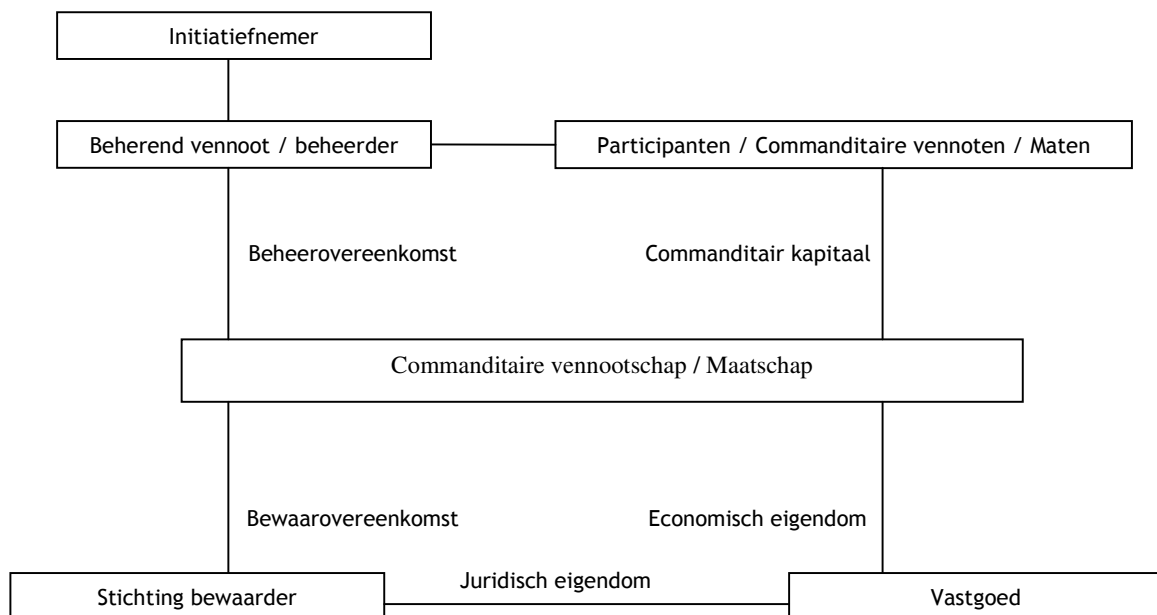 Initiatiefnemer
Beherend vennoot / beheerder
Participanten / Commanditaire vennoten / Maten
Beheerovereenkomst
Commanditair kapitaal
Commanditaire vennootschap / Maatschap
Bewaarovereenkomst
Economisch eigendom
Stichting bewaarder
Juridisch eigendom
Vastgoed